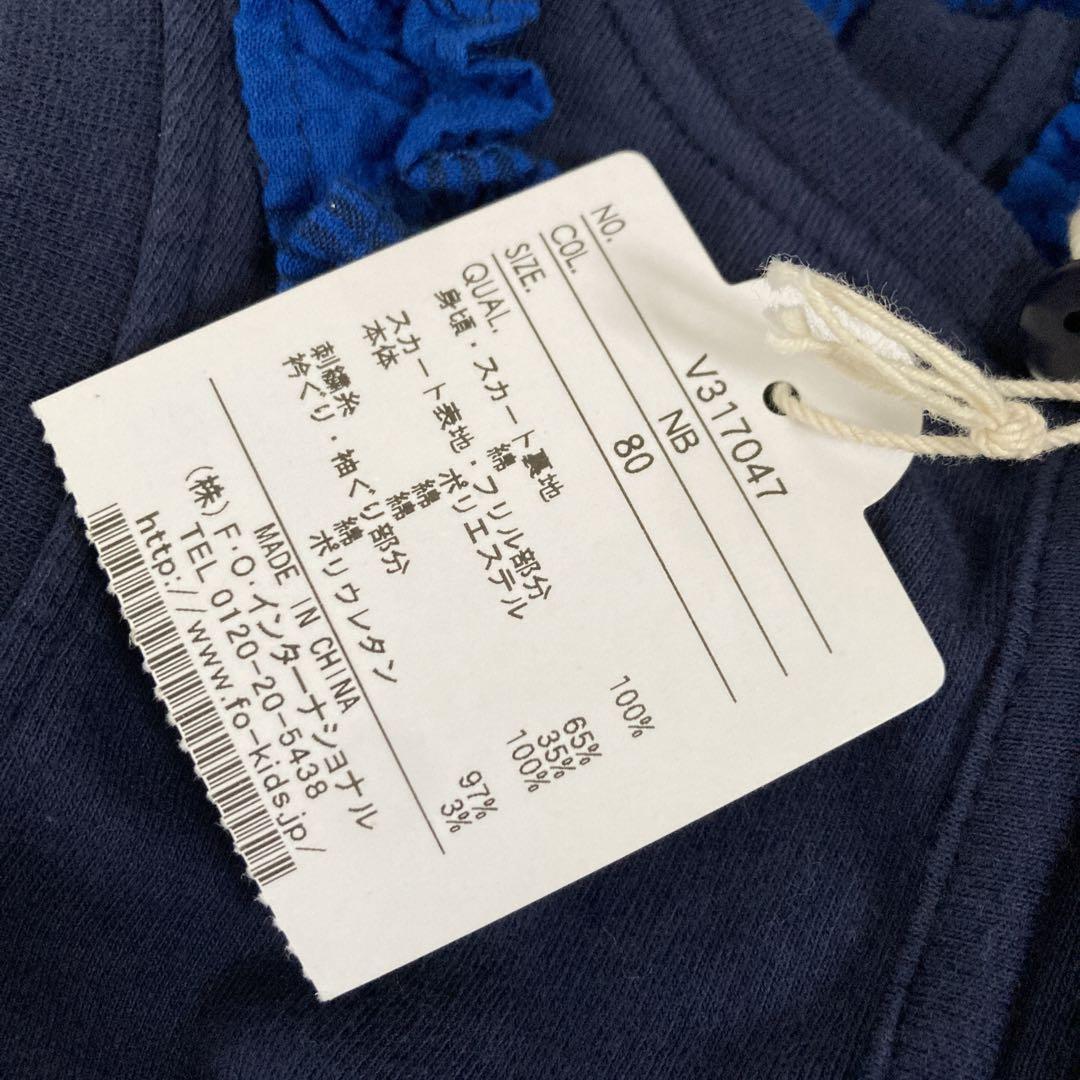 NO. V317047
COL. NB
SIZE. 80
QUAL.
身頃・スカート裏地
綿 100%
スカート表地・フリル部分
本体 ポリエステル 65%
綿 35%
刺繍糸 綿 100%
衿ぐり・袖ぐり部分
綿 97%
ポリウレタン 3%
MADE IN CHINA
(株)F・O・インターナショナル
TEL 0120-20-5438
http://www.fo-kids.jp/